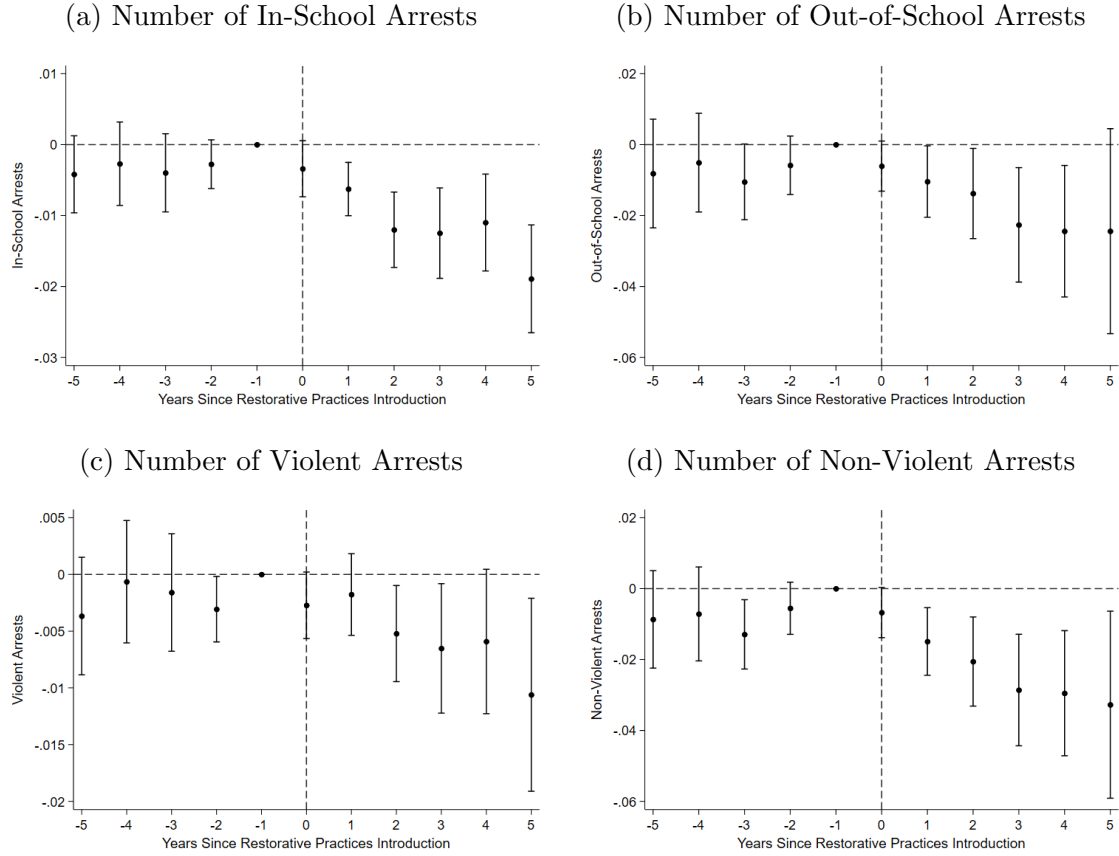 (a) Number of In-School Arrests
.01
0
-.01
-.02
-.03
In-School Arrests
-5 -4 -3 -2 -1 0 1 2 3 4 5
Years Since Restorative Practices Introduction
(b) Number of Out-of-School Arrests
.02
0
-.02
-.04
-.06
Out-of-School Arrests
-5 -4 -3 -2 -1 0 1 2 3 4 5
Years Since Restorative Practices Introduction
(c) Number of Violent Arrests
.005
0
-.005
-.01
-.015
-.02
Violent Arrests
-5 -4 -3 -2 -1 0 1 2 3 4 5
Years Since Restorative Practices Introduction
(d) Number of Non-Violent Arrests
.02
0
-.02
-.04
-.06
Non-Violent Arrests
-5 -4 -3 -2 -1 0 1 2 3 4 5
Years Since Restorative Practices Introduction